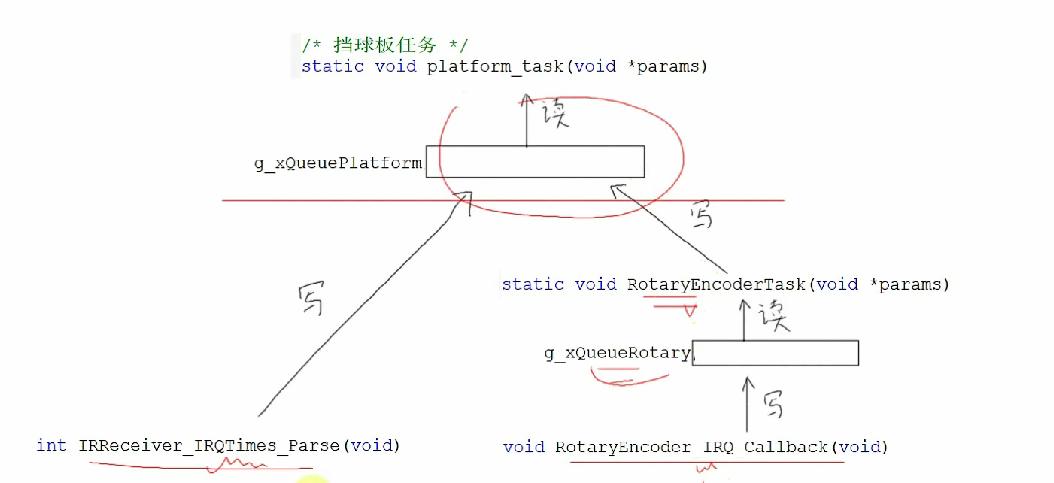 /* 挡球板任务 */
static void platform_task(void *params)
读
g_xQueuePlatform
写
写
static void RotaryEncoderTask(void *params)
读
g_xQueueRotary
写
int IRReceiver_IRQTimes_Parse(void)
void RotaryEncoder_IRQ_Callback(void)